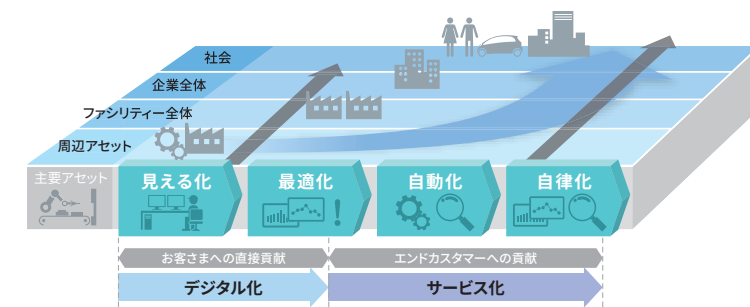 社会
企業全体
ファシリティー全体
周辺アセット
主要アセット
見える化
最適化
自動化
自律化
お客さまへの直接貢献
エンドカスタマーへの貢献
デジタル化
サービス化